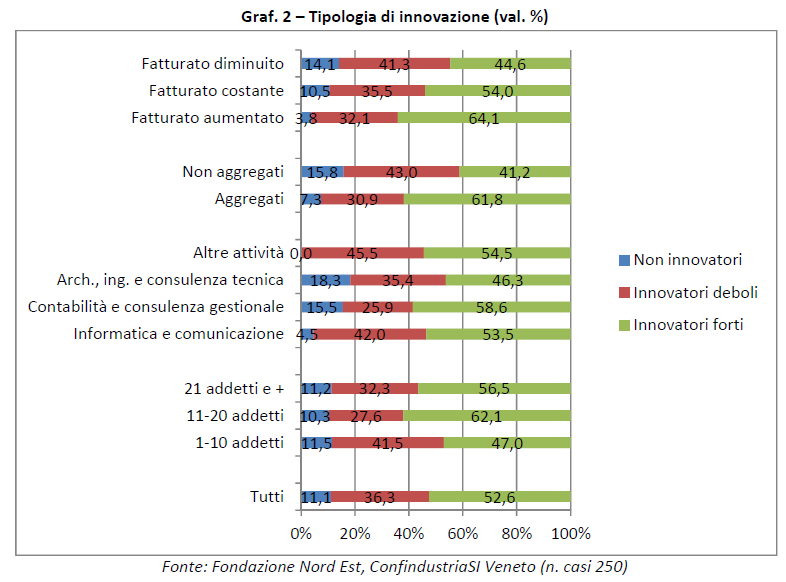 Graf. 2 – Tipologia di innovazione (val. %)
Fatturato diminuito 14,1 41,3 44,6
Fatturato costante 10,5 35,5 54,0
Fatturato aumentato 3,8 32,1 64,1
Non aggregati 15,8 43,0 41,2
Aggregati 7,3 30,9 61,8
Altre attività 0,0 45,5 54,5
Arch., ing. e consulenza tecnica 18,3 35,4 46,3
Contabilità e consulenza gestionale 15,5 25,9 58,6
Informatica e comunicazione 4,5 42,0 53,5
21 addetti e + 11,2 32,3 56,5
11-20 addetti 10,3 27,6 62,1
1-10 addetti 11,5 41,5 47,0
Tutti 11,1 36,3 52,6
0% 20% 40% 60% 80% 100%
Non innovatori
Innovatori deboli
Innovatori forti
Fonte: Fondazione Nord Est, ConfindustriaSI Veneto (n. casi 250)